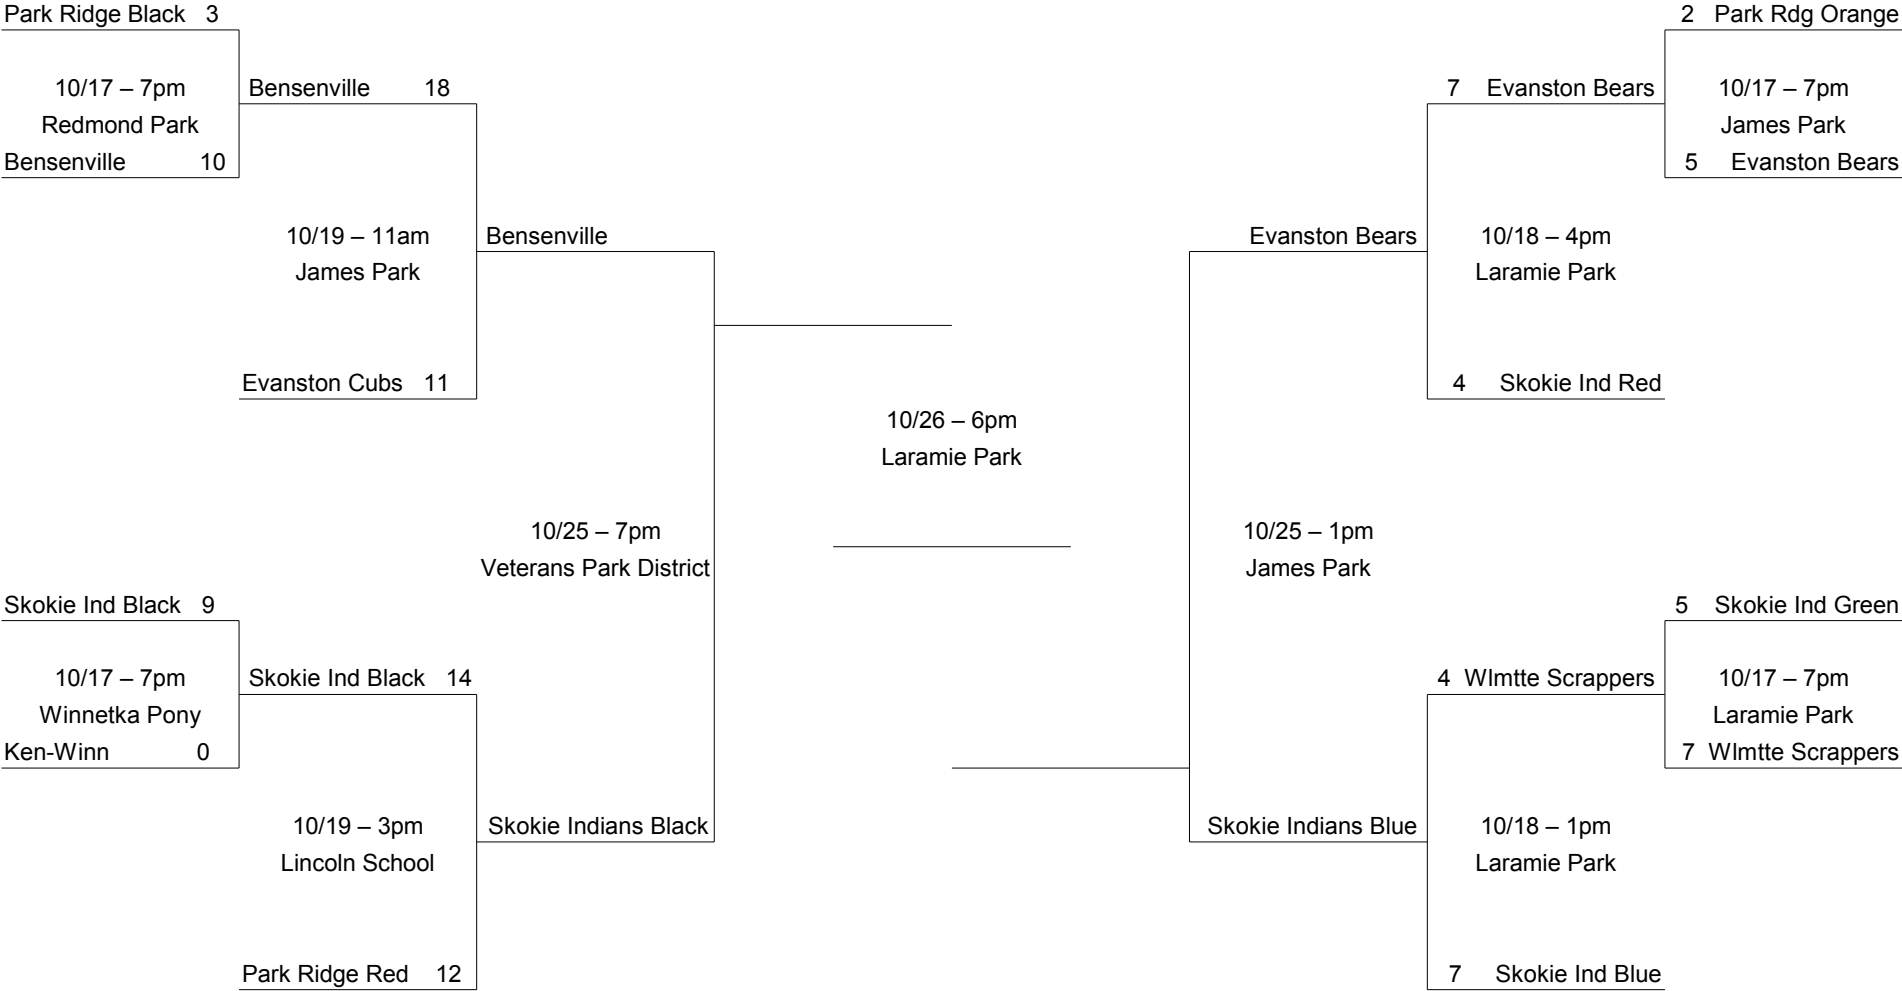 Park Ridge Black 3
2 Park Rdg Orange
10/17 – 7pm
Bensenville 18
7 Evanston Bears
10/17 – 7pm
Redmond Park
James Park
Bensenville 10
5 Evanston Bears
10/19 – 11am
Bensenville
Evanston Bears
10/18 – 4pm
James Park
Laramie Park
Evanston Cubs 11
4 Skokie Ind Red
10/26 – 6pm
Laramie Park
10/25 – 7pm
10/25 – 1pm
Veterans Park District
James Park
Skokie Ind Black 9
5 Skokie Ind Green
10/17 – 7pm
Skokie Ind Black 14
4 Wlmtte Scrappers
10/17 – 7pm
Winnetka Pony
Laramie Park
Ken-Winn 0
7 Wlmtte Scrappers
10/19 – 3pm
Skokie Indians Black
Skokie Indians Blue
10/18 – 1pm
Lincoln School
Laramie Park
Park Ridge Red 12
7 Skokie Ind Blue